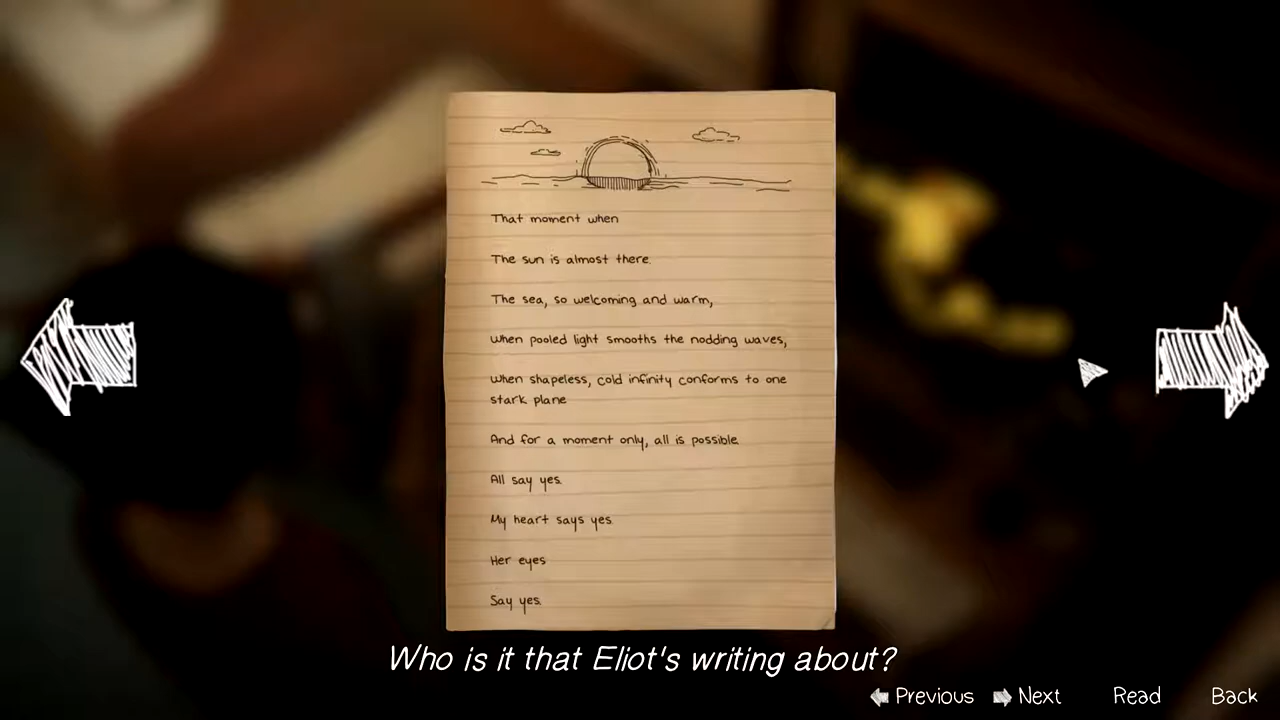 That moment when
The sun is almost there.
The sea, so welcoming and warm,
When pooled light smooths the nodding waves,
When shapeless, cold infinity conforms to one
stark plane
And for a moment only, all is possible.
All say yes.
My heart says yes.
Her eyes
Say yes.
Who is it that Eliot's writing about?
Previous Next Read Back